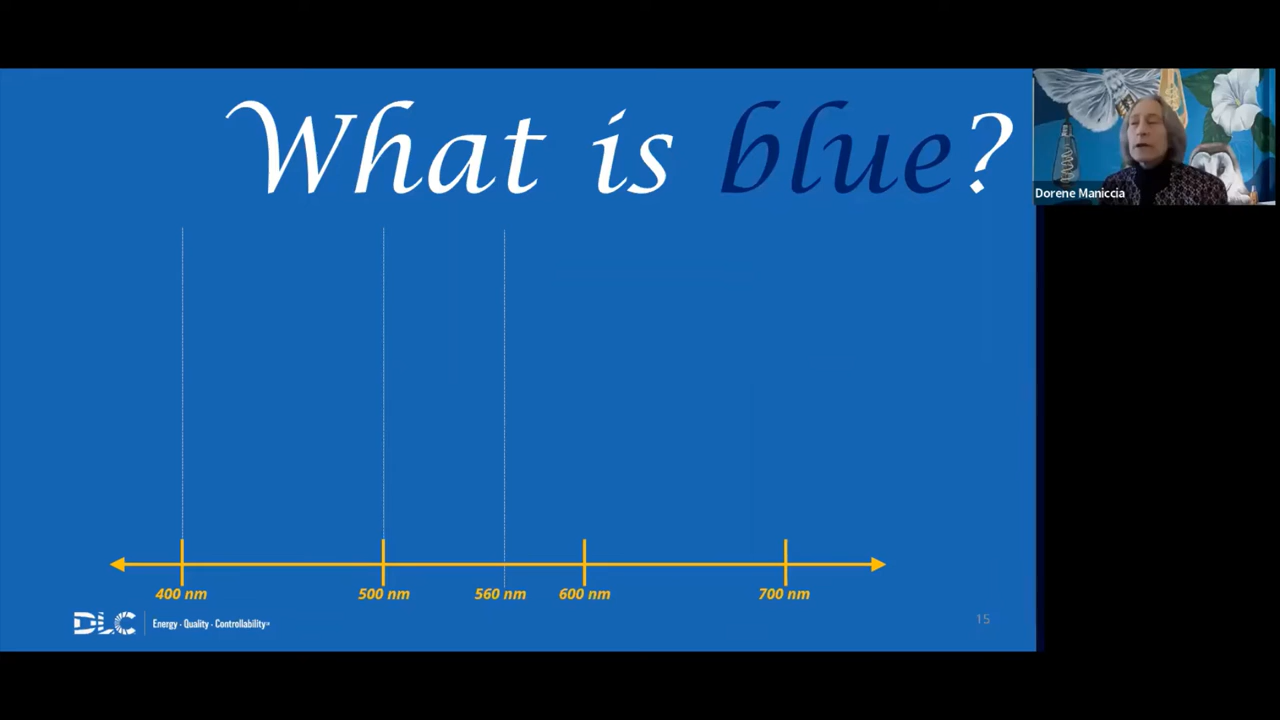 What is blue?
Dorene Maniccia
400 nm
500 nm
560 nm
600 nm
700 nm
DLC
Energy · Quality · Controllability
15